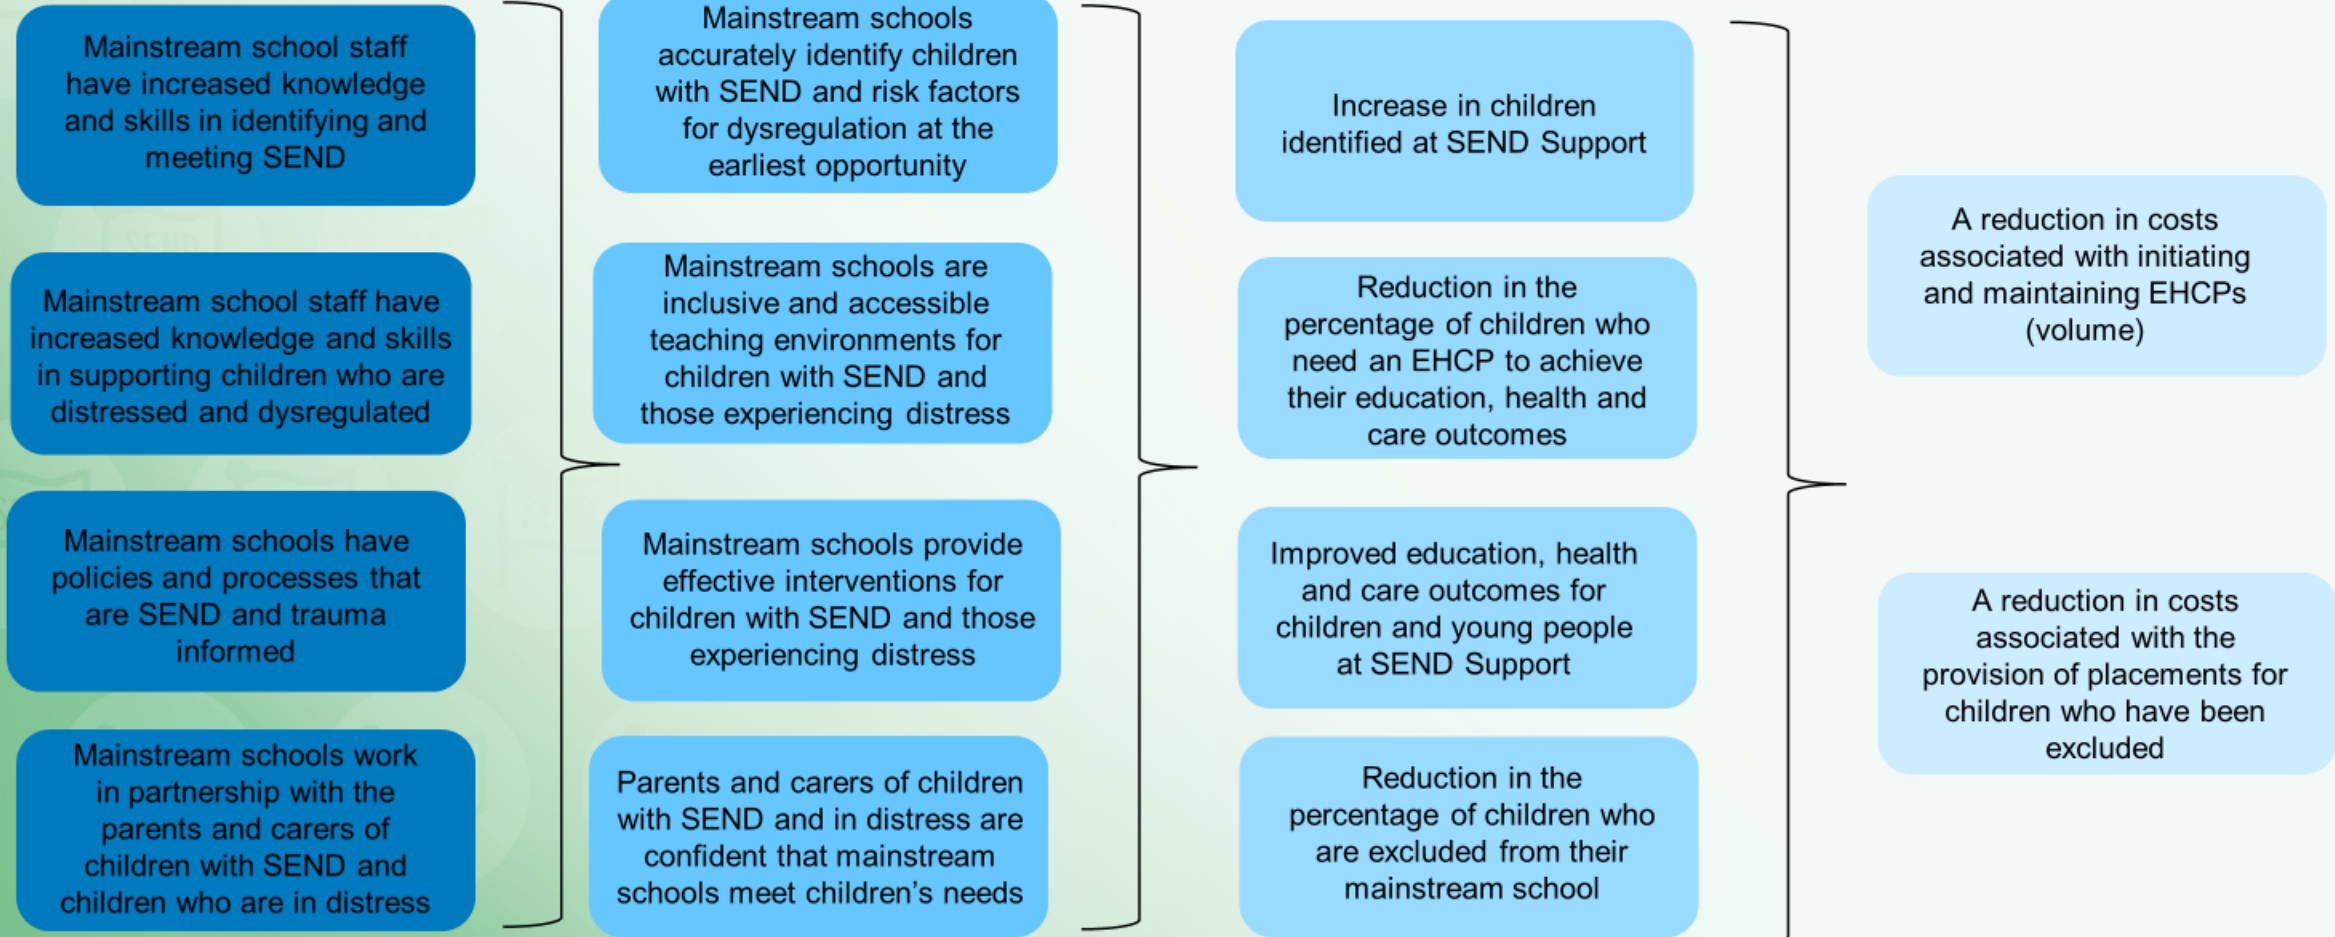 Mainstream school staff
have increased knowledge
and skills in identifying and
meeting SEND
Mainstream school staff have
increased knowledge and skills
in supporting children who are
distressed and dysregulated
Mainstream schools have
policies and processes that
are SEND and trauma
informed
Mainstream schools work
in partnership with the
parents and carers of
children with SEND and
children who are in distress
Mainstream schools
accurately identify children
with SEND and risk factors
for dysregulation at the
earliest opportunity
Mainstream schools are
inclusive and accessible
teaching environments for
children with SEND and
those experiencing distress
Mainstream schools provide
effective interventions for
children with SEND and those
experiencing distress
Parents and carers of children
with SEND and in distress are
confident that mainstream
schools meet children’s needs
Increase in children
identified at SEND Support
Reduction in the
percentage of children who
need an EHCP to achieve
their education, health and
care outcomes
Improved education, health
and care outcomes for
children and young people
at SEND Support
Reduction in the
percentage of children who
are excluded from their
mainstream school
A reduction in costs
associated with initiating
and maintaining EHCPs
(volume)
A reduction in costs
associated with the
provision of placements for
children who have been
excluded
SEND